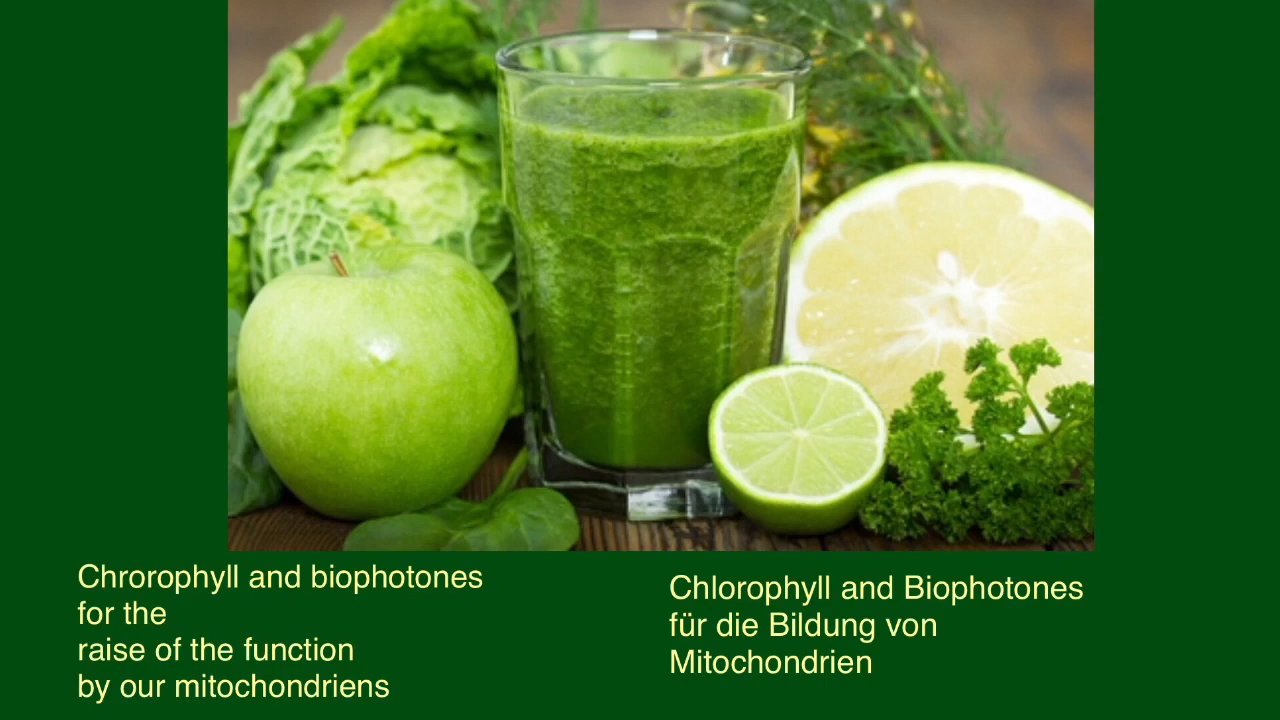 Chrorophyll and biophotones
for the
raise of the function
by our mitochondriens
Chlorophyll and Biophotones
für die Bildung von
Mitochondrien